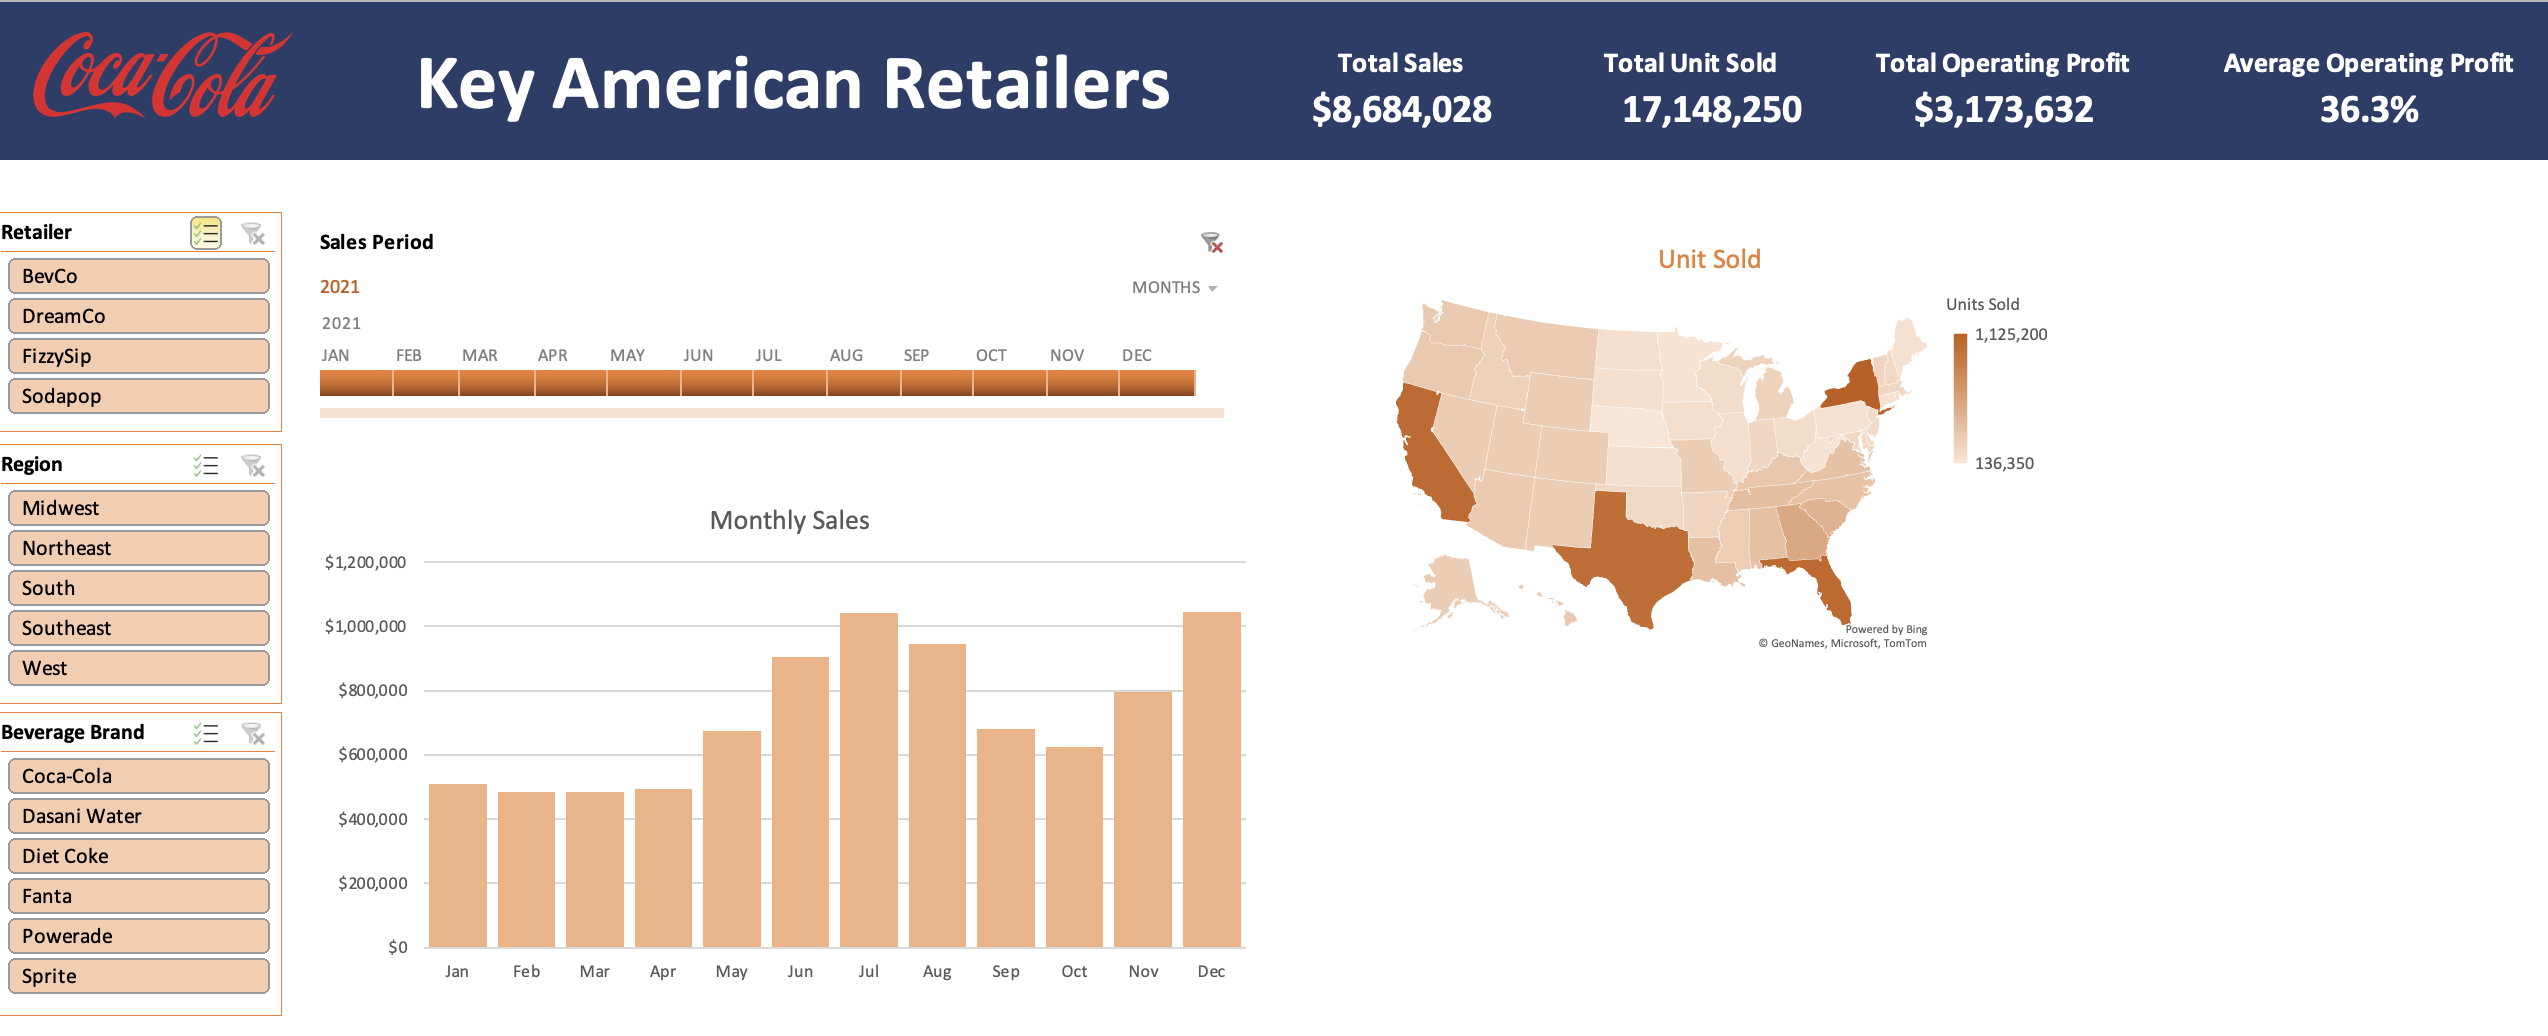 Coca-Cola
Key American Retailers
Total Sales
$8,684,028
Total Unit Sold
17,148,250
Total Operating Profit
$3,173,632
Average Operating Profit
36.3%
Retailer
BevCo
DreamCo
FizzySip
Sodapop
Region
Midwest
Northeast
South
Southeast
West
Beverage Brand
Coca-Cola
Dasani Water
Diet Coke
Fanta
Powerade
Sprite
Sales Period
2021 MONTHS
2021
JAN FEB MAR APR MAY JUN JUL AUG SEP OCT NOV DEC
Monthly Sales
$1,200,000
$1,000,000
$800,000
$600,000
$400,000
$200,000
$0
Jan Feb Mar Apr May Jun Jul Aug Sep Oct Nov Dec
Unit Sold
Units Sold
1,125,200
136,350
Powered by Bing
© GeoNames, Microsoft, TomTom